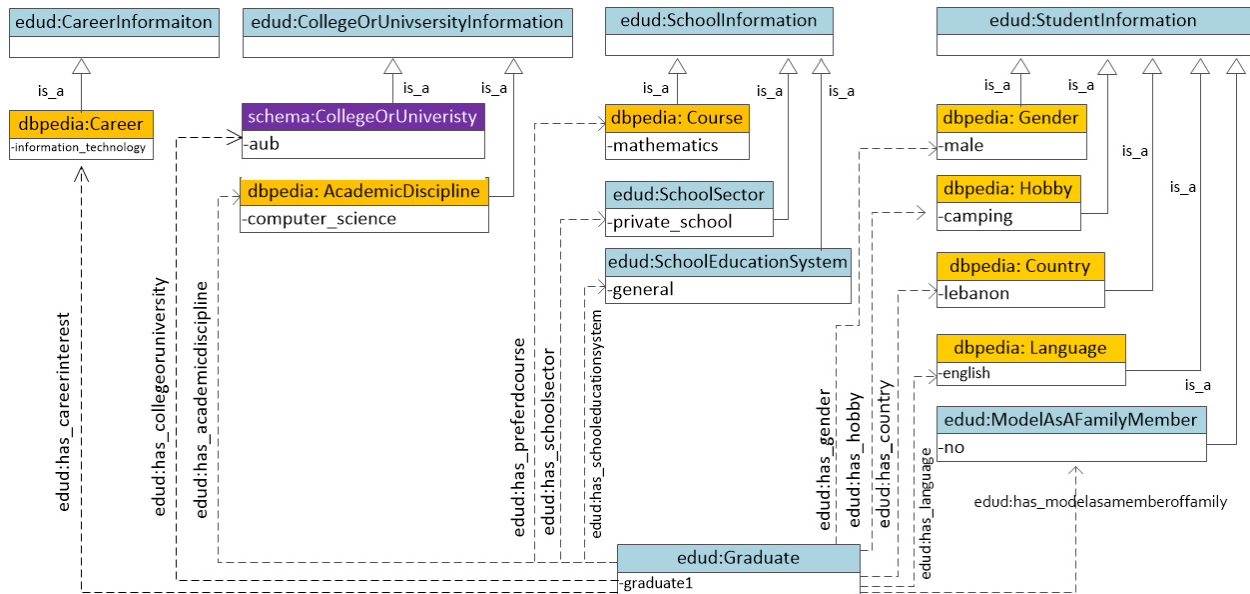 edud:CareerInformaiton
edud:CollegeOrUnivsersityInformation
edud:SchoolInformation
edud:StudentInformation
is_a
is_a
is_a
is_a
is_a
is_a
is_a
is_a
is_a
is_a
is_a
dbpedia:Career
-information_technology
schema:CollegeOrUniveristy
-aub
dbpedia: AcademicDiscipline
-computer_science
dbpedia: Course
-mathematics
edud:SchoolSector
-private_school
edud:SchoolEducationSystem
-general
dbpedia: Gender
-male
dbpedia: Hobby
-camping
dbpedia: Country
-lebanon
dbpedia: Language
-english
edud:ModelAsAFamilyMember
-no
edud:has_careerinterest
edud:has_collegeoruniversity
edud:has_academicdiscipline
edud:has_preferdcourse
edud:has_schoolsector
edud:has_schooleducationsystem
edud:has_gender
edud:has_hobby
edud:has_country
edud:has_language
edud:has_modelasamemberoffamily
edud:Graduate
-graduate1